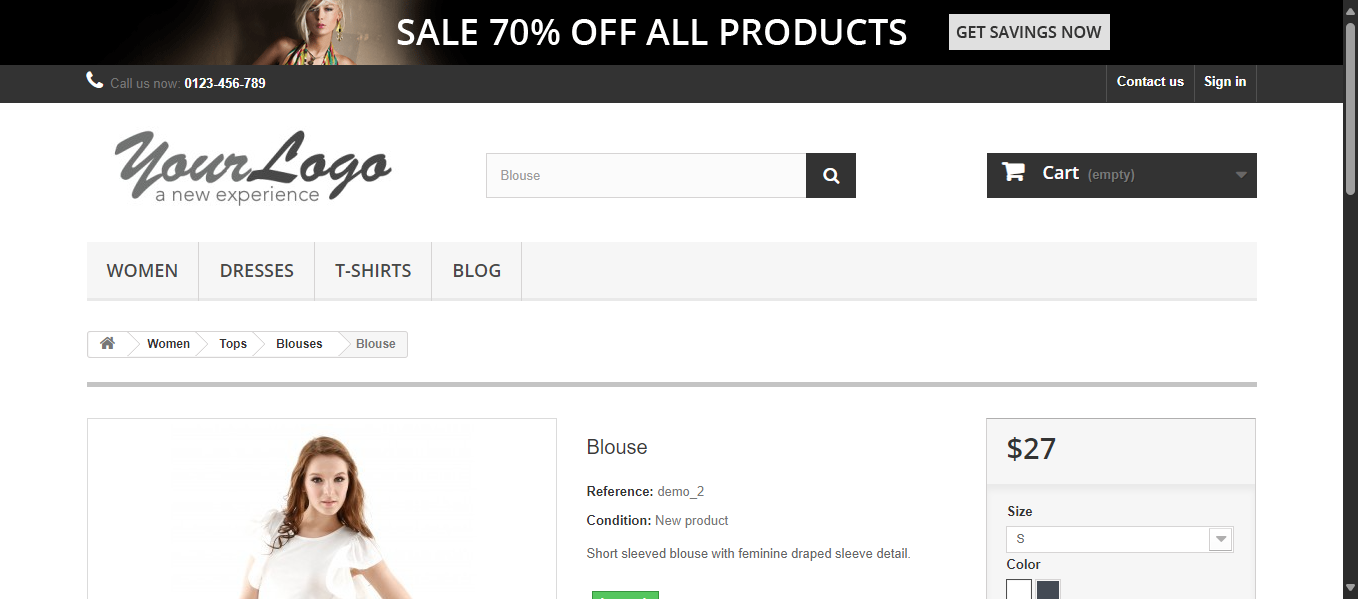 SALE 70% OFF ALL PRODUCTS
GET SAVINGS NOW
Call us now: 0123-456-789
Contact us
Sign in
YourLogo
a new experience
Blouse
Cart (empty)
WOMEN
DRESSES
T-SHIRTS
BLOG
Women
Tops
Blouses
Blouse
Blouse
Reference: demo_2
Condition: New product
Short sleeved blouse with feminine draped sleeve detail.
$27
Size
S
Color